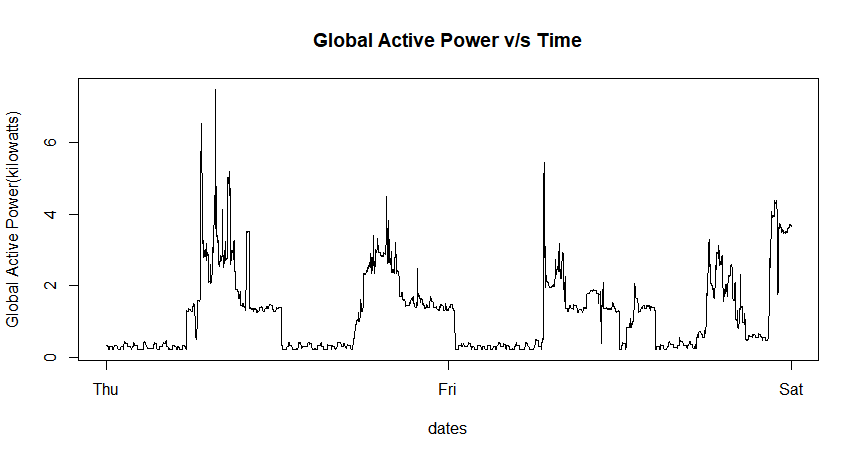 Global Active Power v/s Time
Global Active Power(kilowatts)
6
4
2
0
Thu Fri Sat
dates